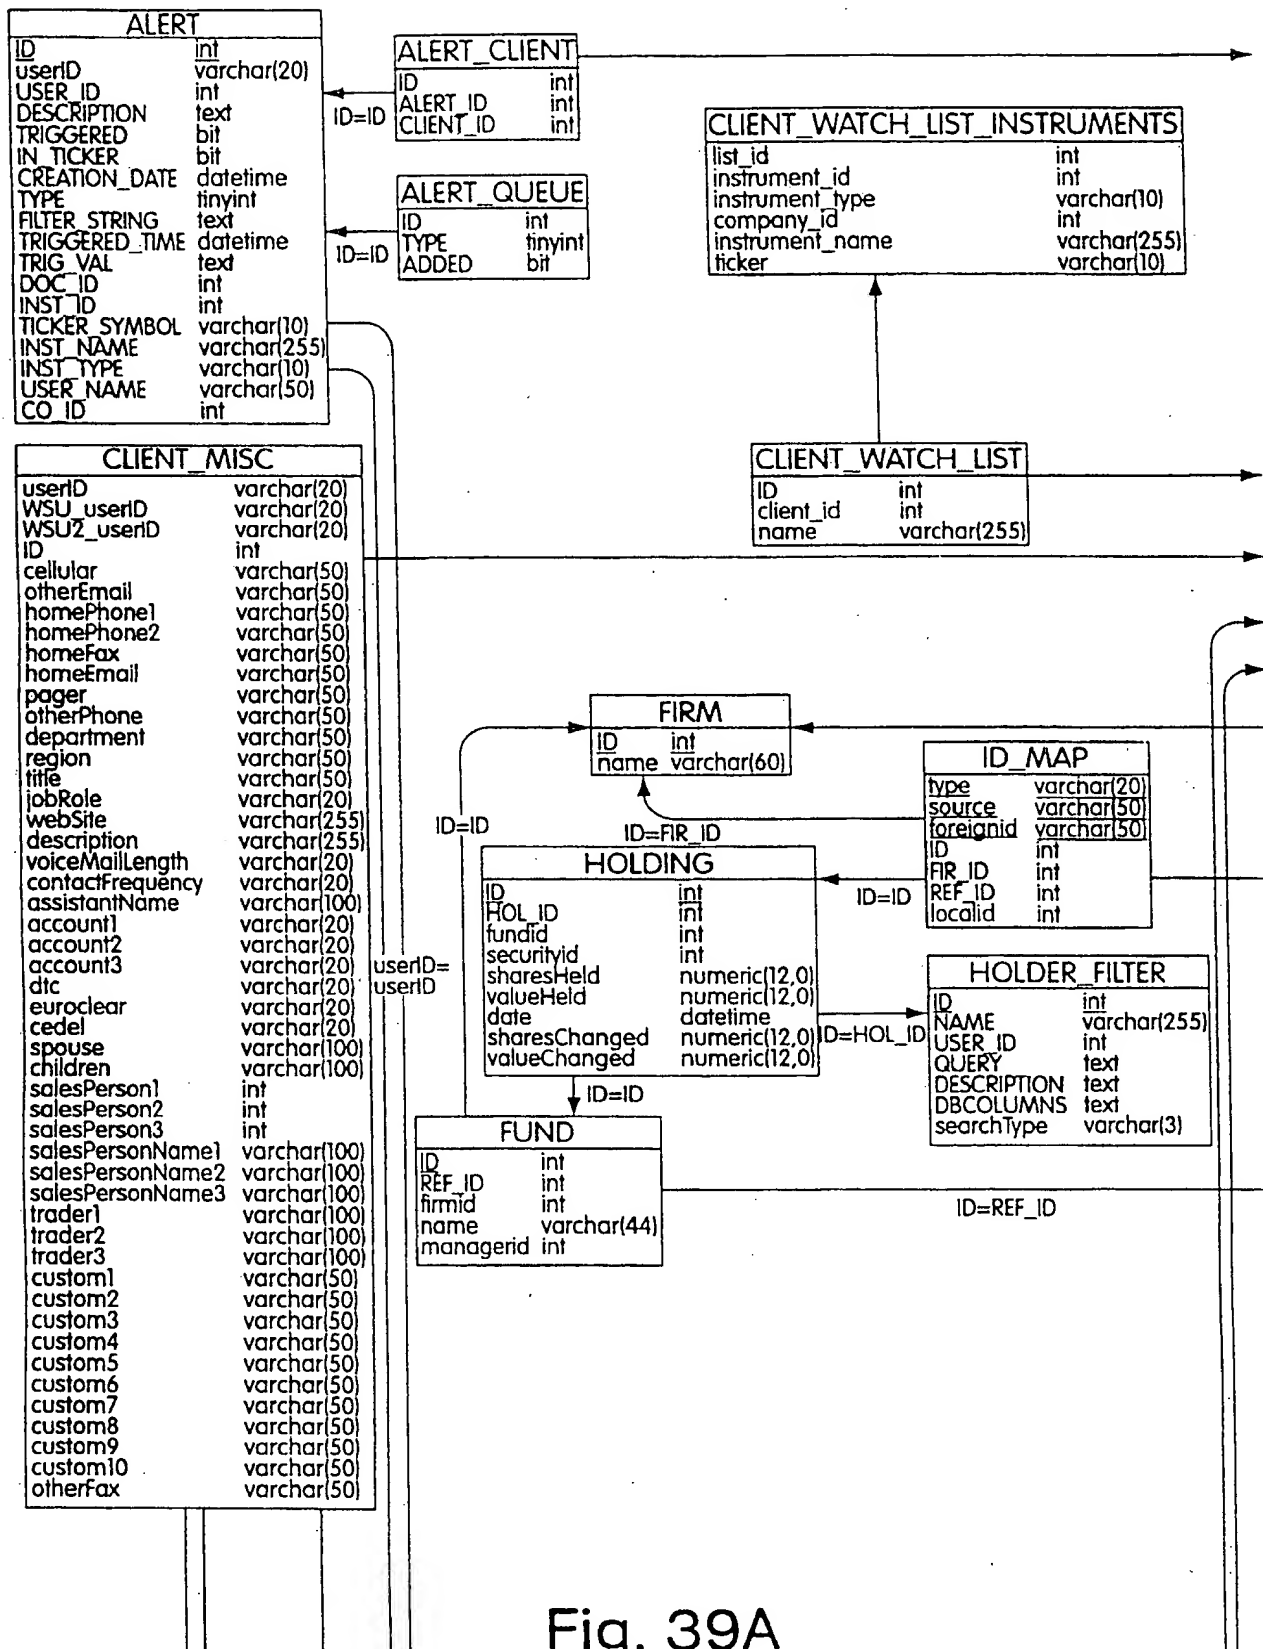 ALERT
ID int
userID varchar(20)
USER_ID int
DESCRIPTION text
TRIGGERED bit
IN_TICKER bit
CREATION_DATE datetime
TYPE tinyint
FILTER_STRING text
TRIGGERED_TIME datetime
TRIG_VAL text
DOC_ID int
INST_ID int
TICKER_SYMBOL varchar(10)
INST_NAME varchar(255)
INST_TYPE varchar(10)
USER_NAME varchar(50)
CO_ID int
ALERT_CLIENT
ID int
ALERT_ID int
CLIENT_ID int
ID=ID
ALERT_QUEUE
ID int
TYPE tinyint
ADDED bit
ID=ID
CLIENT_WATCH_LIST_INSTRUMENTS
list_id int
instrument_id int
instrument_type varchar(10)
company_id int
instrument_name varchar(255)
ticker varchar(10)
CLIENT_WATCH_LIST
ID int
client_id int
name varchar(255)
CLIENT_MISC
userID varchar(20)
WSU_userID varchar(20)
WSU2_userID varchar(20)
ID int
cellular varchar(50)
otherEmail varchar(50)
homePhone1 varchar(50)
homePhone2 varchar(50)
homeFax varchar(50)
homeEmail varchar(50)
pager varchar(50)
otherPhone varchar(50)
department varchar(50)
region varchar(50)
title varchar(50)
jobRole varchar(20)
webSite varchar(255)
description varchar(255)
voiceMailLength varchar(20)
contactFrequency varchar(20)
assistantName varchar(100)
account1 varchar(20)
account2 varchar(20)
account3 varchar(20)
dtc varchar(20)
euroclear varchar(20)
cedel varchar(20)
spouse varchar(100)
children varchar(100)
salesPerson1 int
salesPerson2 int
salesPerson3 int
salesPersonName1 varchar(100)
salesPersonName2 varchar(100)
salesPersonName3 varchar(100)
trader1 varchar(100)
trader2 varchar(100)
trader3 varchar(100)
custom1 varchar(50)
custom2 varchar(50)
custom3 varchar(50)
custom4 varchar(50)
custom5 varchar(50)
custom6 varchar(50)
custom7 varchar(50)
custom8 varchar(50)
custom9 varchar(50)
custom10 varchar(50)
otherFax varchar(50)
userID=
userID
FIRM
ID int
name varchar(60)
ID=ID
ID=FIR_ID
ID_MAP
type varchar(20)
source varchar(50)
foreignid varchar(50)
ID int
FIR_ID int
REF_ID int
localid int
ID=ID
HOLDING
ID int
HOL_ID int
fundid int
securityid int
sharesHeld numeric(12,0)
valueHeld numeric(12,0)
date datetime
sharesChanged numeric(12,0)
valueChanged numeric(12,0)
ID=HOL_ID
HOLDER_FILTER
ID int
NAME varchar(255)
USER_ID int
QUERY text
DESCRIPTION text
DBCOLUMNS text
searchType varchar(3)
ID=ID
FUND
ID int
REF_ID int
firmid int
name varchar(44)
managerid int
ID=REF_ID
Fig. 39A